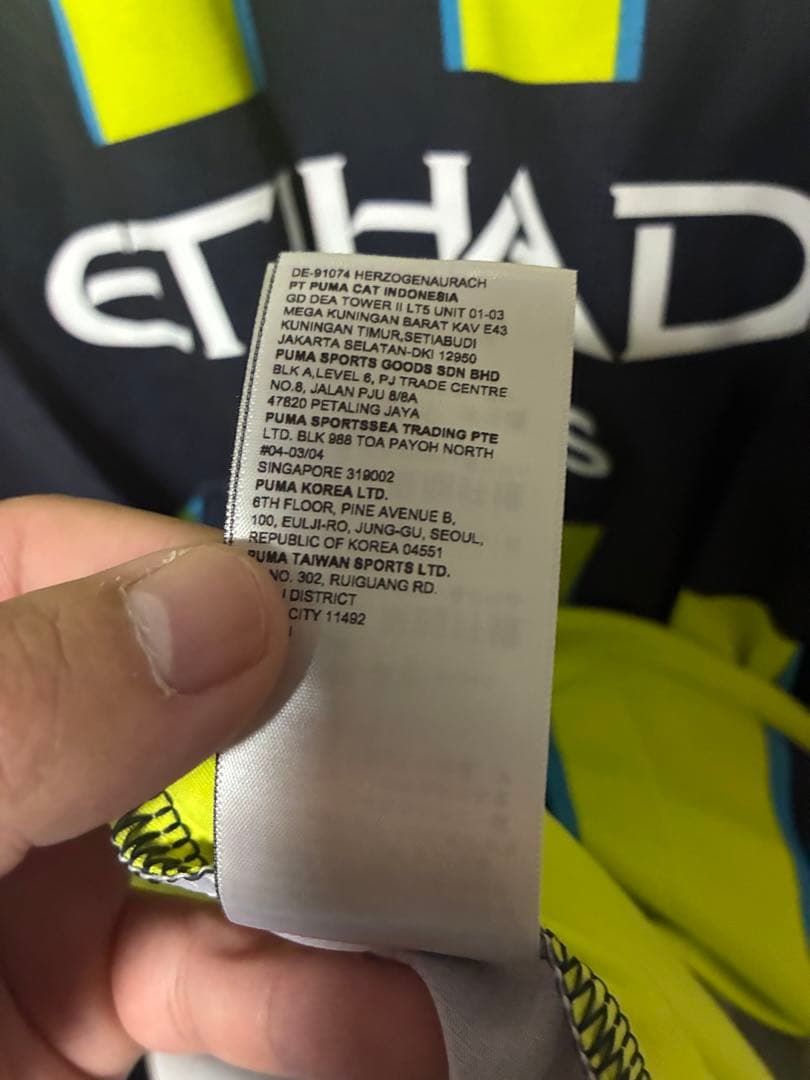 ETIHAD
S
DE-91074 HERZOGENAURACH
PT PUMA CAT INDONESIA
GD DEA TOWER II LT5 UNIT 01-03
MEGA KUNINGAN BARAT KAV E43
KUNINGAN TIMUR,SETIABUDI
JAKARTA SELATAN-DKI 12950
PUMA SPORTS GOODS SDN BHD
BLK A,LEVEL 6, PJ TRADE CENTRE
NO.8, JALAN PJU 8/8A
47820 PETALING JAYA
PUMA SPORTSSEA TRADING PTE
LTD. BLK 988 TOA PAYOH NORTH
#04-03/04
SINGAPORE 319002
PUMA KOREA LTD.
6TH FLOOR, PINE AVENUE B,
100, EULJI-RO, JUNG-GU, SEOUL,
REPUBLIC OF KOREA 04551
PUMA TAIWAN SPORTS LTD.
NO. 302, RUIGUANG RD.
I DISTRICT
CITY 11492